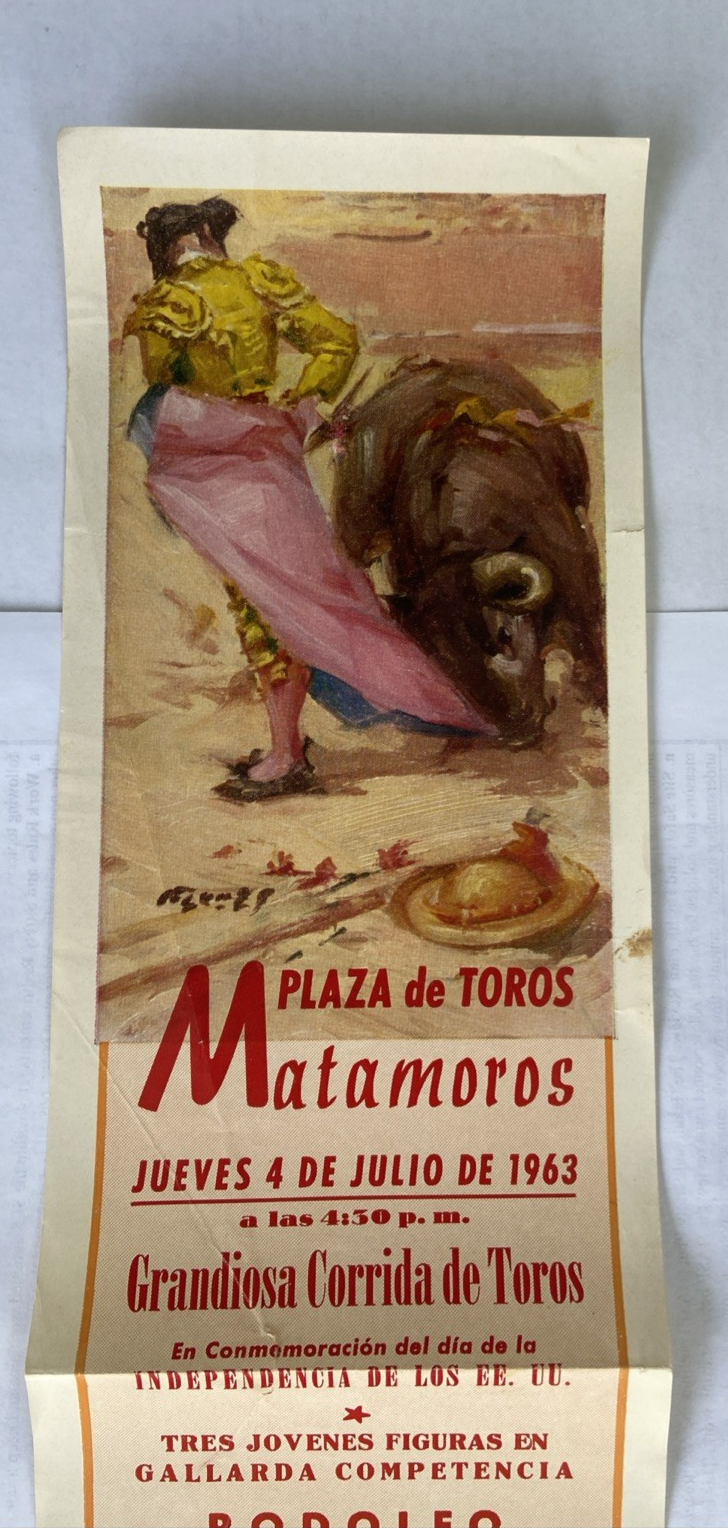 PLAZA de TOROS
Matamoros
JUEVES 4 DE JULIO DE 1963
a las 4:30 p. m.
Grandiosa Corrida de Toros
En Conmemoración del día de la
INDEPENDENCIA DE LOS EE. UU.
TRES JOVENES FIGURAS EN
GALLARDA COMPETENCIA
RODOLFO